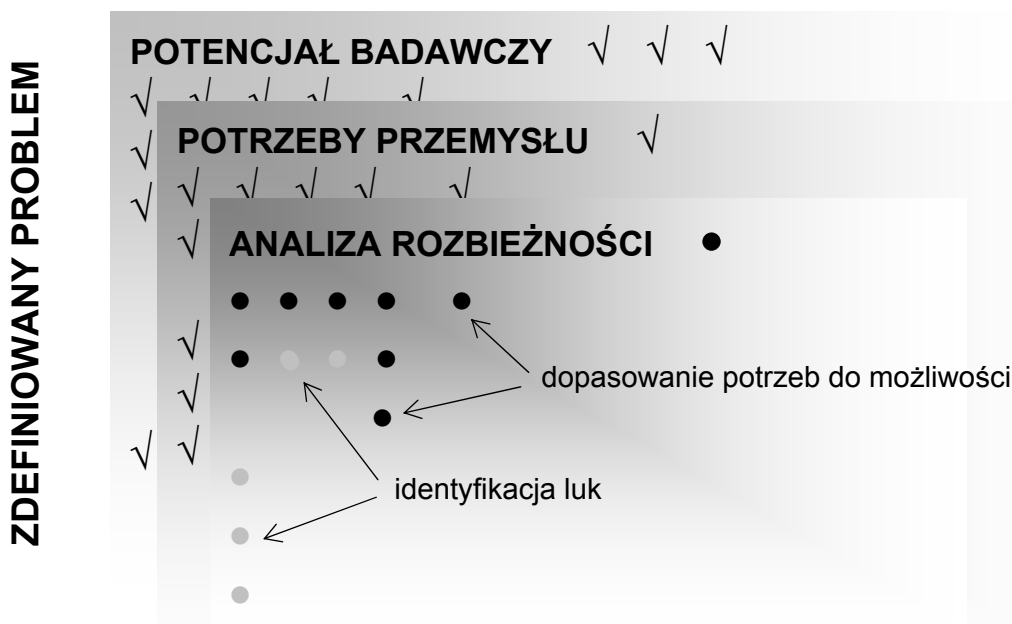 ZDEFINIOWANY PROBLEM
POTENCJAŁ BADAWCZY √ √ √
√ √ √ √ √
√
POTRZEBY PRZEMYSŁU √
√ √ √ √ √ √
√ ANALIZA ROZBIEŻNOŚCI ●
● ● ● ● ●
√
● ● ● ●
dopasowanie potrzeb do możliwości
√
●
√ √
●
identyfikacja luk
●
●